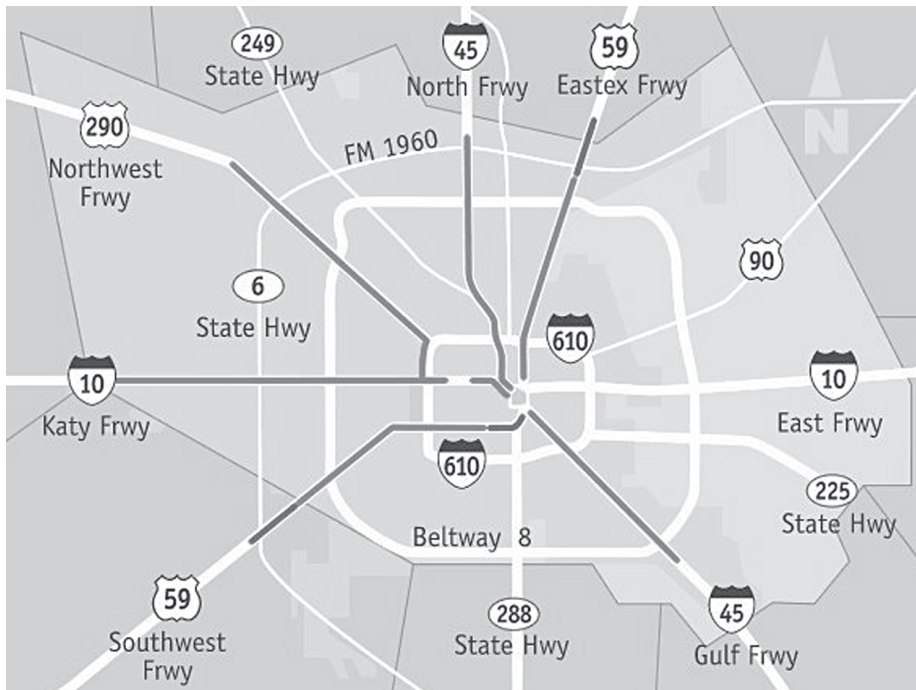 249
State Hwy
45
North Frwy
59
Eastex Frwy
290
Northwest
Frwy
FM 1960
N
90
6
State Hwy
610
10
Katy Frwy
10
East Frwy
610
225
State Hwy
Beltway 8
59
Southwest
Frwy
288
State Hwy
45
Gulf Frwy